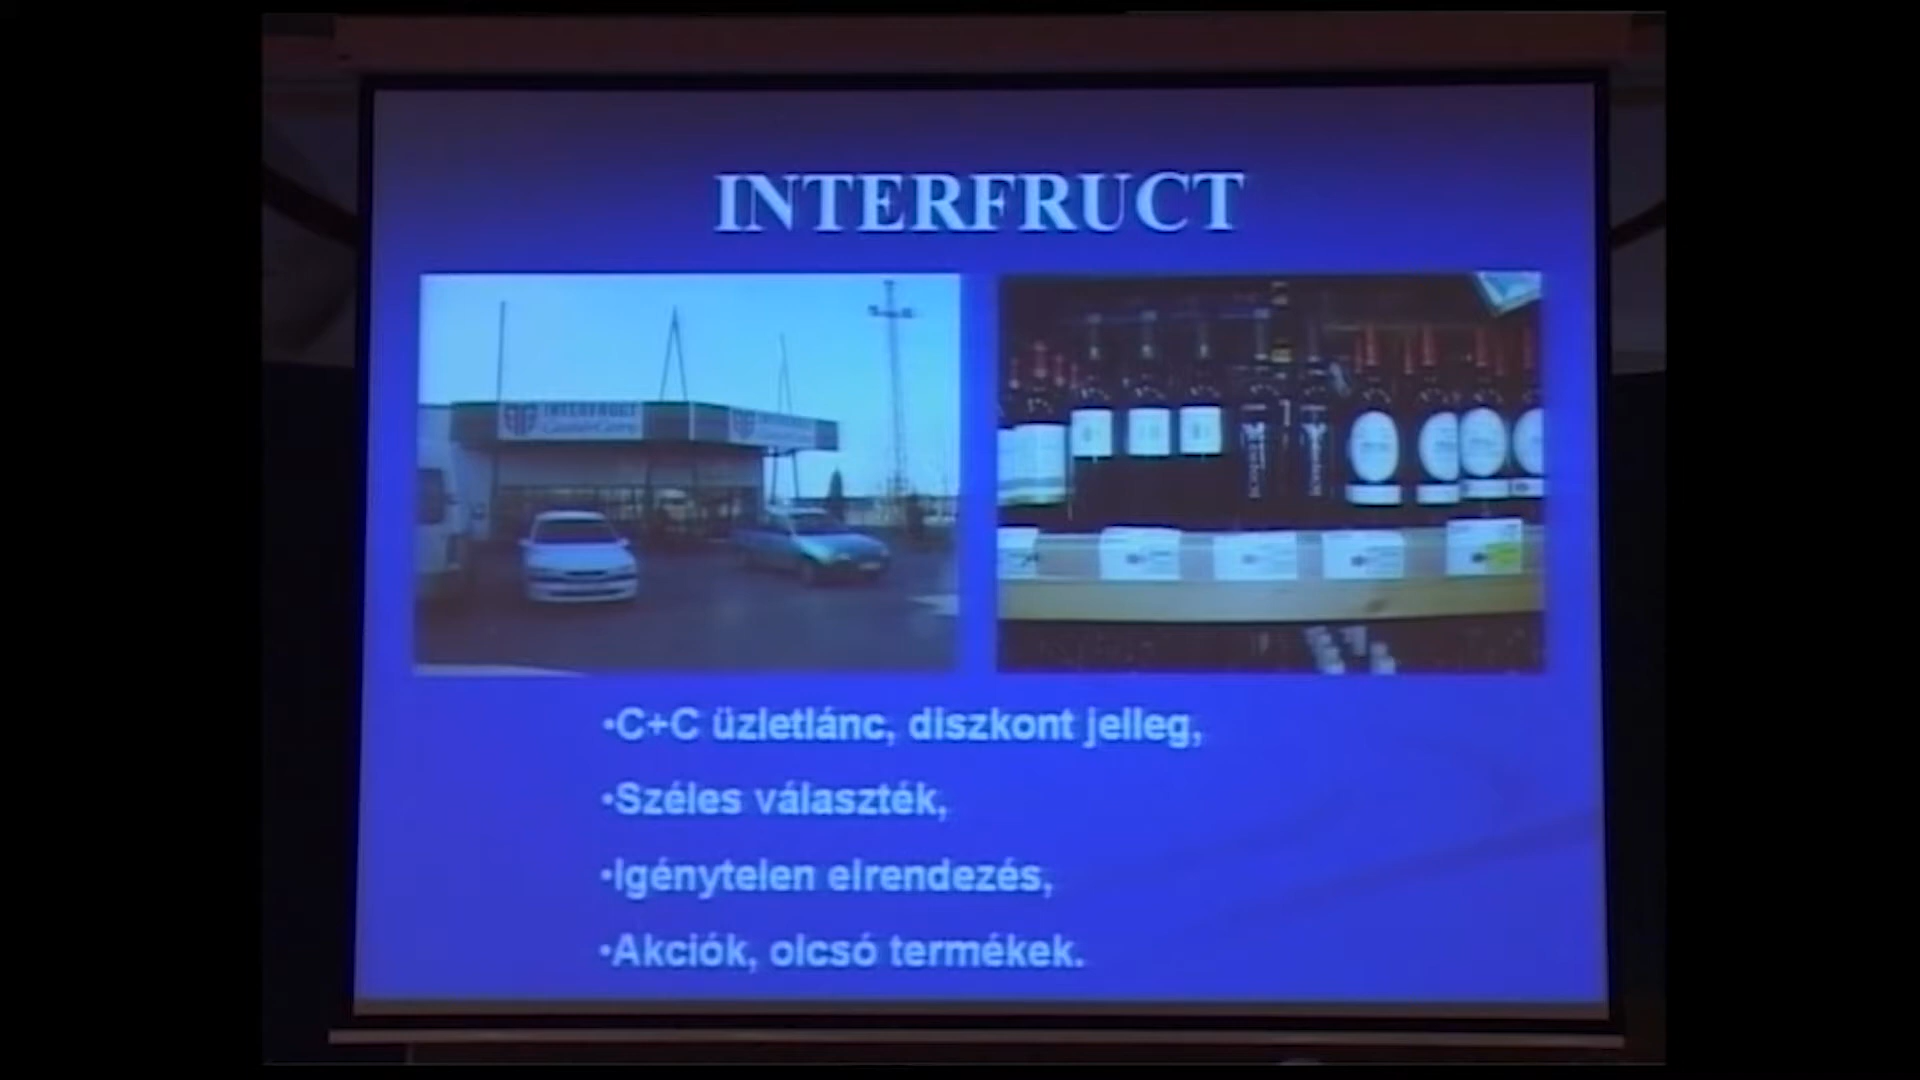 INTERFRUCT
INTERFRUCT
•C+C üzletlánc, diszkont jelleg,
•Széles választék,
•Igénytelen elrendezés,
•Akciók, olcsó termékek.